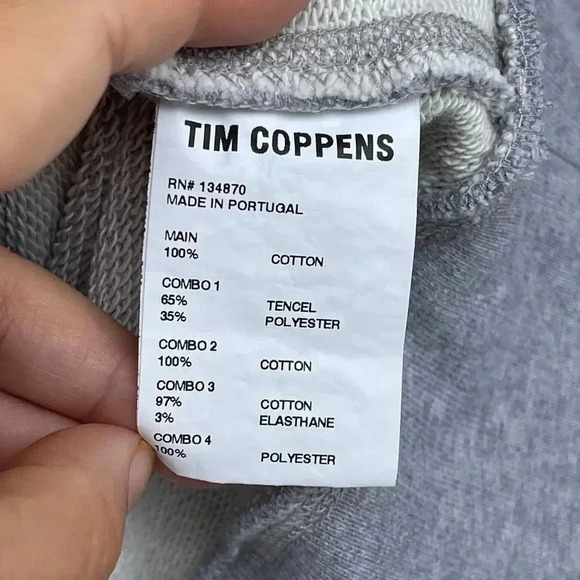 TIM COPPENS
RN# 134870
MADE IN PORTUGAL
MAIN
100% COTTON
COMBO 1
65% TENCEL
35% POLYESTER
COMBO 2
100% COTTON
COMBO 3
97% COTTON
3% ELASTHANE
COMBO 4
100% POLYESTER